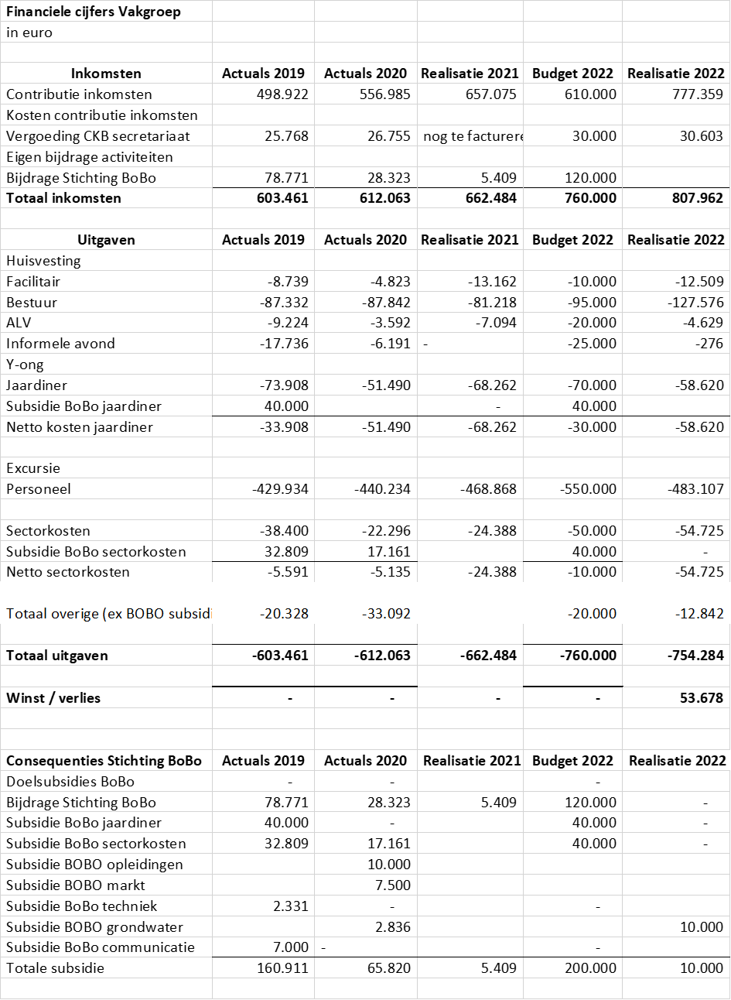 Financiele cijfers Vakgroep
in euro
Inkomsten Actuals 2019 Actuals 2020 Realisatie 2021 Budget 2022 Realisatie 2022
Contributie inkomsten 498.922 556.985 657.075 610.000 777.359
Kosten contributie inkomsten
Vergoeding CKB secretariaat 25.768 26.755 nog te facturere 30.000 30.603
Eigen bijdrage activiteiten
Bijdrage Stichting BoBo 78.771 28.323 5.409 120.000
Totaal inkomsten 603.461 612.063 662.484 760.000 807.962
Uitgaven Actuals 2019 Actuals 2020 Realisatie 2021 Budget 2022 Realisatie 2022
Huisvesting
Facilitair -8.739 -4.823 -13.162 -10.000 -12.509
Bestuur -87.332 -87.842 -81.218 -95.000 -127.576
ALV -9.224 -3.592 -7.094 -20.000 -4.629
Informele avond -17.736 -6.191 - -25.000 -276
Y-ong
Jaardiner -73.908 -51.490 -68.262 -70.000 -58.620
Subsidie BoBo jaardiner 40.000 - 40.000
Netto kosten jaardiner -33.908 -51.490 -68.262 -30.000 -58.620
Excursie
Personeel -429.934 -440.234 -468.868 -550.000 -483.107
Sectorkosten -38.400 -22.296 -24.388 -50.000 -54.725
Subsidie BoBo sectorkosten 32.809 17.161 40.000 -
Netto sectorkosten -5.591 -5.135 -24.388 -10.000 -54.725
Totaal overige (ex BOBO subsidi -20.328 -33.092 -20.000 -12.842
Totaal uitgaven -603.461 -612.063 -662.484 -760.000 -754.284
Winst / verlies - - - - 53.678
Consequenties Stichting BoBo Actuals 2019 Actuals 2020 Realisatie 2021 Budget 2022 Realisatie 2022
Doelsubsidies BoBo - - -
Bijdrage Stichting BoBo 78.771 28.323 5.409 120.000 -
Subsidie BoBo jaardiner 40.000 - 40.000 -
Subsidie BoBo sectorkosten 32.809 17.161 40.000 -
Subsidie BOBO opleidingen 10.000
Subsidie BOBO markt 7.500
Subsidie BoBo techniek 2.331 - -
Subsidie BOBO grondwater 2.836 10.000
Subsidie BoBo communicatie 7.000 - -
Totale subsidie 160.911 65.820 5.409 200.000 10.000